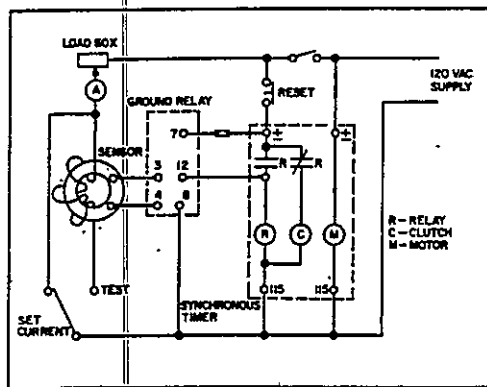 LOAD BOX
A
RESET
120 VAC
SUPPLY
GROUND RELAY
7
±
±
SENSOR
3
12
4
8
R
R
R
C
M
R – RELAY
C – CLUTCH
M – MOTOR
TEST
SYNCHRONOUS
TIMER
115
115
SET
CURRENT